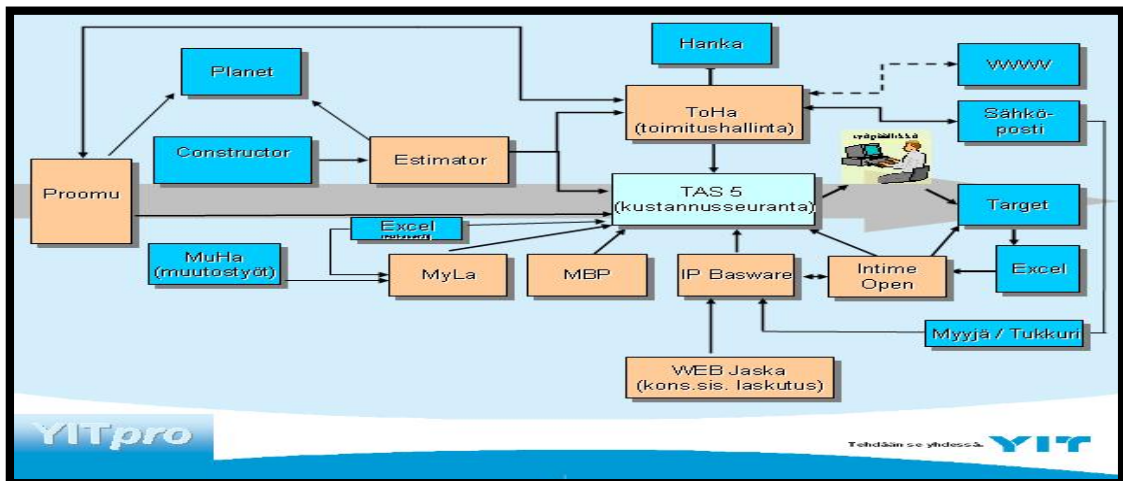 Hanka
Planet
WWW
ToHa
(toimitushallinta)
Sähkö-
posti
Constructor
Estimator
Proomu
TAS 5
(kustannusseuranta)
Target
Excel
MuHa
(muutostyöt)
MyLa
MBP
IP Basware
Intime
Open
Excel
Myyjä / Tukkuri
WEB Jaska
(kons.sis. laskutus)
YITpro
Tehdään se yhdessä.
YIT